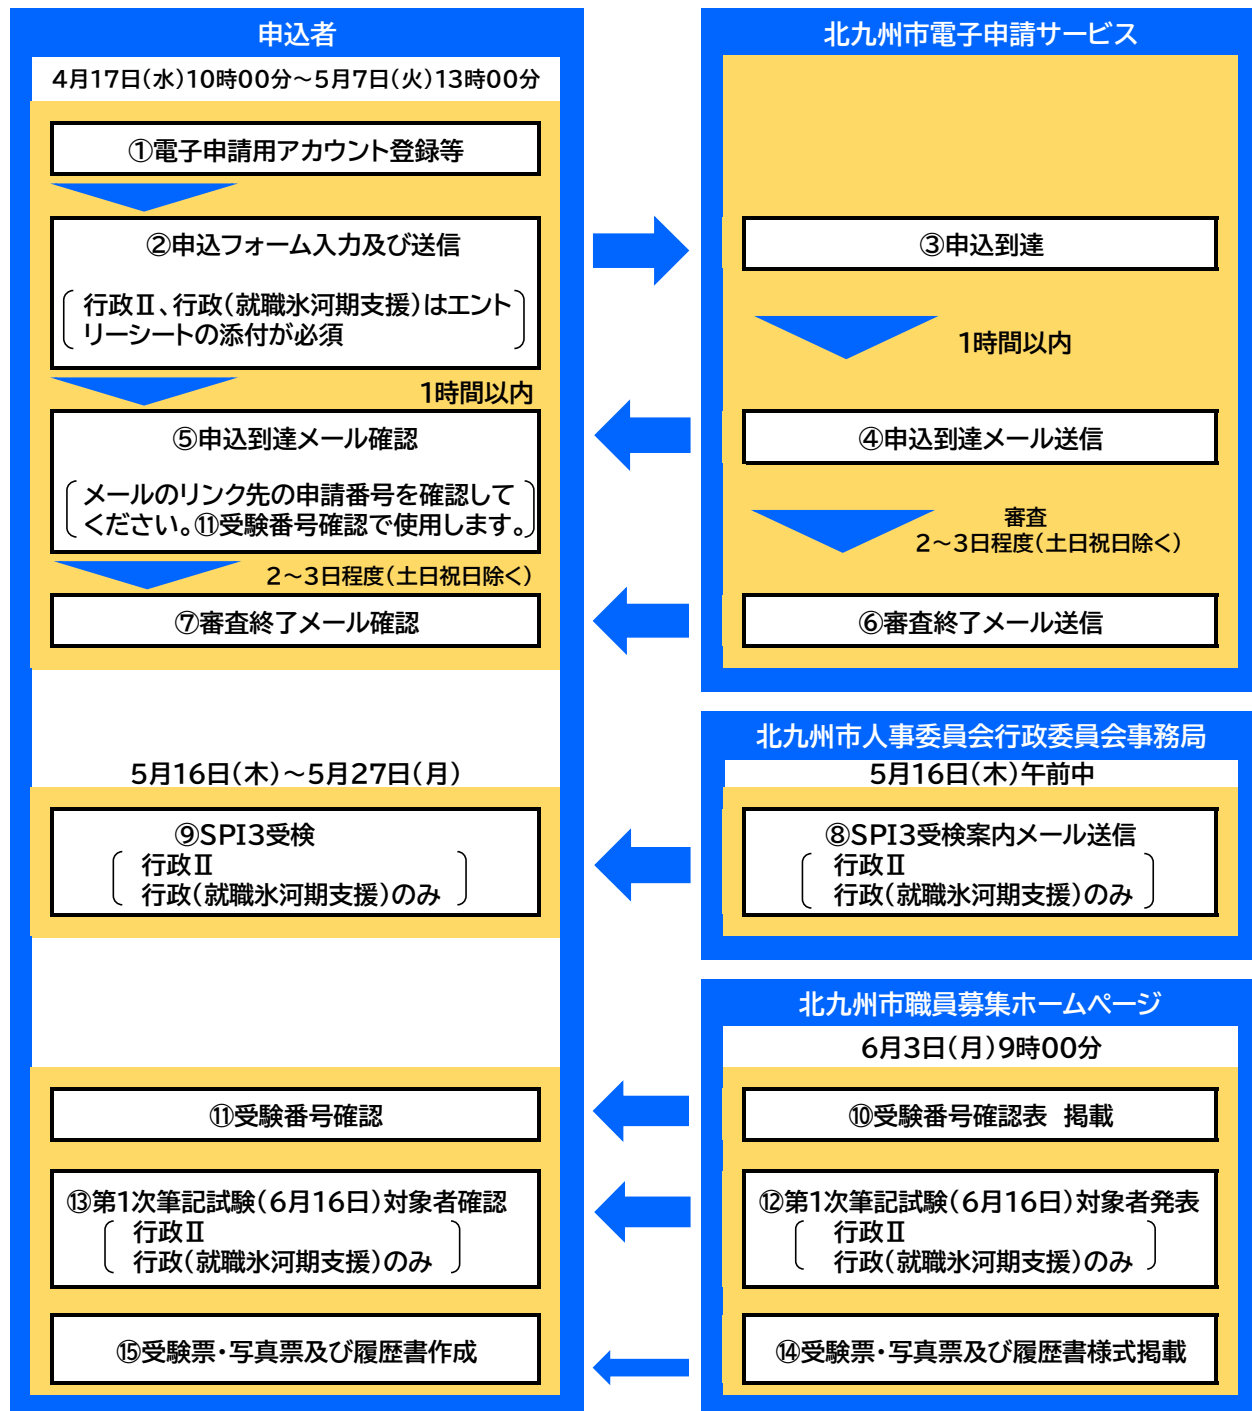 申込者
4月17日(水)10時00分～5月7日(火)13時00分
①電子申請用アカウント登録等
②申込フォーム入力及び送信
行政Ⅱ、行政(就職氷河期支援)はエント
リーシートの添付が必須
1時間以内
⑤申込到達メール確認
メールのリンク先の申請番号を確認して
ください。⑪受験番号確認で使用します。
2～3日程度(土日祝日除く)
⑦審査終了メール確認
5月16日(木)～5月27日(月)
⑨SPI3受検
行政Ⅱ
行政(就職氷河期支援)のみ
⑪受験番号確認
⑬第1次筆記試験(6月16日)対象者確認
行政Ⅱ
行政(就職氷河期支援)のみ
⑮受験票・写真票及び履歴書作成
北九州市電子申請サービス
③申込到達
1時間以内
④申込到達メール送信
審査
2～3日程度(土日祝日除く)
⑥審査終了メール送信
北九州市人事委員会行政委員会事務局
5月16日(木)午前中
⑧SPI3受検案内メール送信
行政Ⅱ
行政(就職氷河期支援)のみ
北九州市職員募集ホームページ
6月3日(月)9時00分
⑩受験番号確認表 掲載
⑫第1次筆記試験(6月16日)対象者発表
行政Ⅱ
行政(就職氷河期支援)のみ
⑭受験票・写真票及び履歴書様式掲載